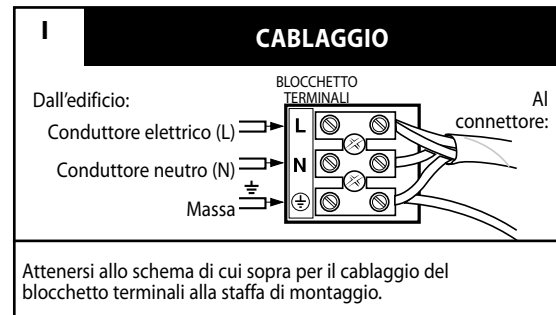 I
CABLAGGIO
BLOCCHETTO
TERMINALI
Dall'edificio:
Al
connettore:
Conduttore elettrico (L)
L
Conduttore neutro (N)
N
Massa
Attenersi allo schema di cui sopra per il cablaggio del
blocchetto terminali alla staffa di montaggio.